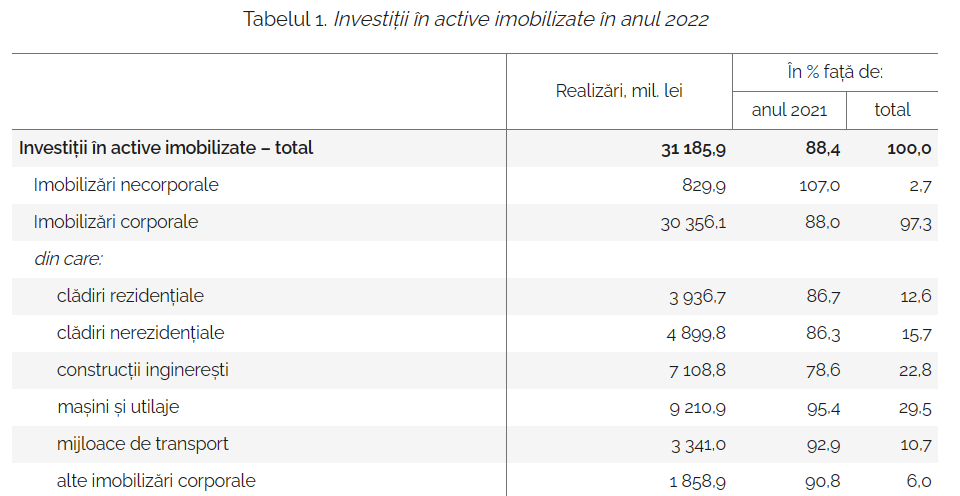 Tabelul 1. Investiții în active imobilizate în anul 2022
Realizări, mil. lei
În % față de:
anul 2021 total
Investiții în active imobilizate – total 31 185,9 88,4 100,0
Imobilizări necorporale 829,9 107,0 2,7
Imobilizări corporale 30 356,1 88,0 97,3
din care:
clădiri rezidențiale 3 936,7 86,7 12,6
clădiri nerezidențiale 4 899,8 86,3 15,7
construcții inginerești 7 108,8 78,6 22,8
mașini și utilaje 9 210,9 95,4 29,5
mijloace de transport 3 341,0 92,9 10,7
alte imobilizări corporale 1 858,9 90,8 6,0